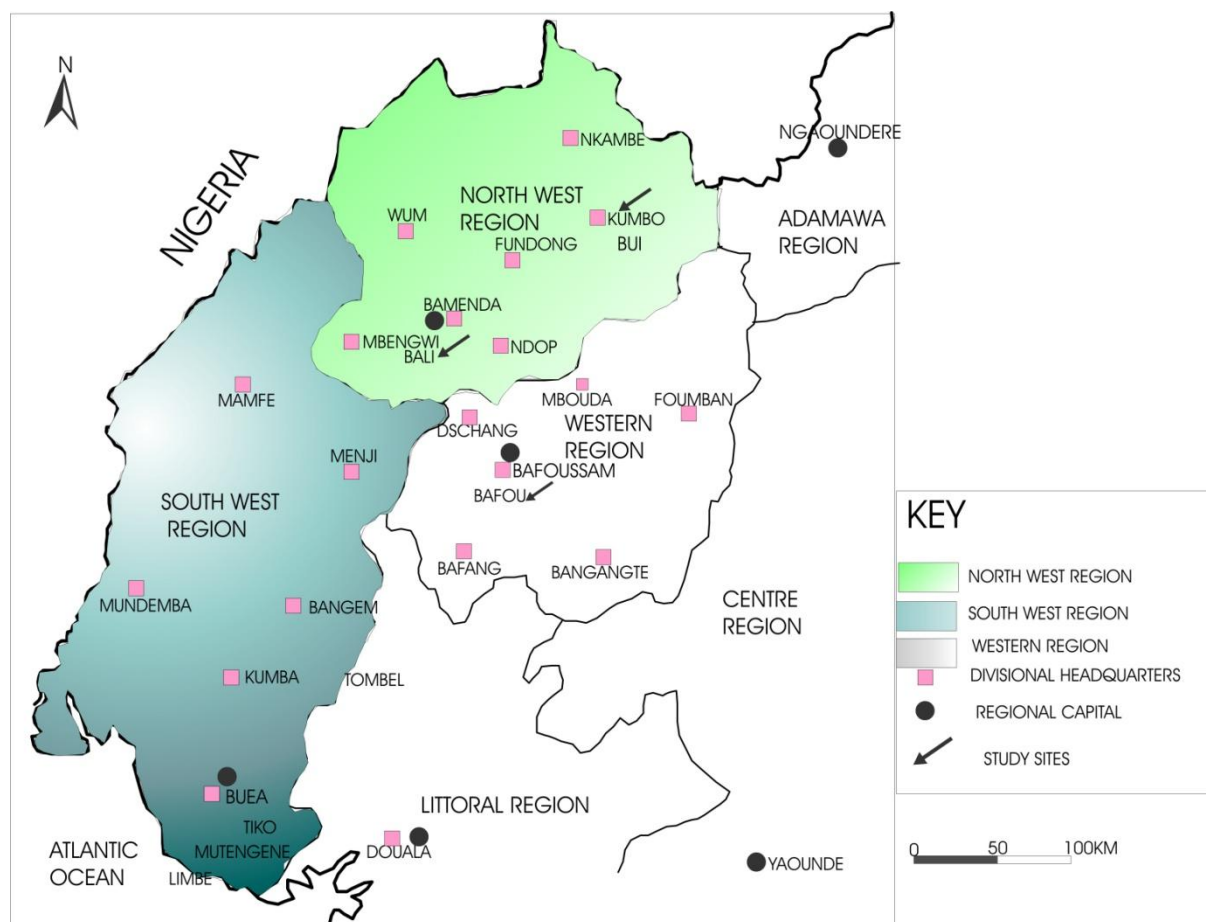 N
NIGERIA
NKAMBE
NGAOUNDERE
NORTH WEST
REGION
WUM
KUMBO
BUI
ADAMAWA
REGION
FUNDONG
BAMENDA
MBENGWI
BALI
NDOP
MAMFE
MBOUDA
FOUMBAN
DSCHANG
WESTERN
REGION
MENJI
BAFOUSSAM
BAFOU
SOUTH WEST
REGION
BAFANG
BANGANGTE
MUNDEMBA
BANGEM
CENTRE
REGION
KUMBA
TOMBEL
BUEA
TIKO
MUTENGENE
LIMBE
LITTORAL REGION
DOUALA
YAOUNDE
ATLANTIC
OCEAN
KEY
NORTH WEST REGION
SOUTH WEST REGION
WESTERN REGION
DIVISIONAL HEADQUARTERS
REGIONAL CAPITAL
STUDY SITES
0 50 100KM